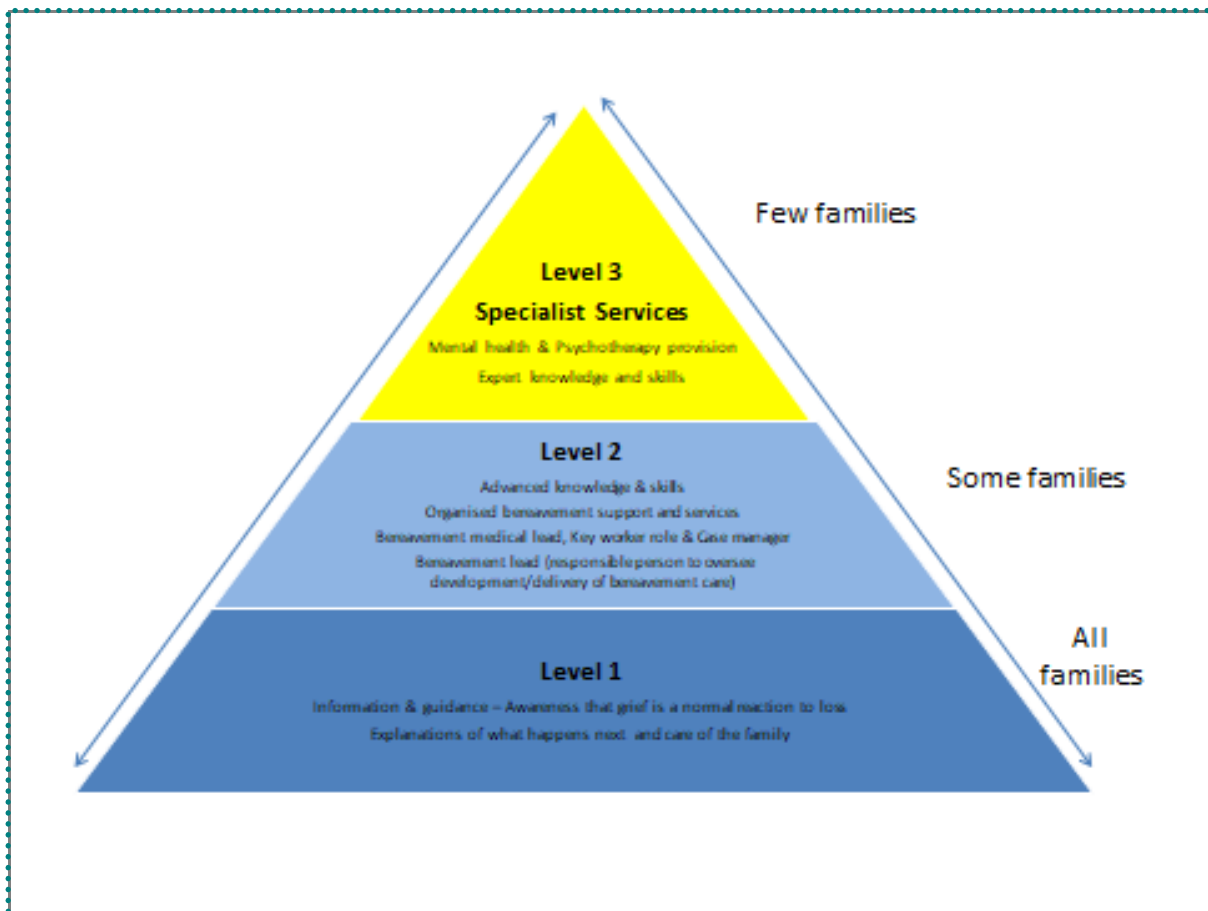 Few families
Level 3
Specialist Services
Mental health & Psychotherapy provision
Expert knowledge and skills
Some families
Level 2
Advanced knowledge & skills
Organised bereavement support and services
Bereavement medical lead, Key worker role & Case manager
Bereavement lead (responsible person to oversee
development/delivery of bereavement care)
All
families
Level 1
Information & guidance – Awareness that grief is a normal reaction to loss
Explanations of what happens next and care of the family